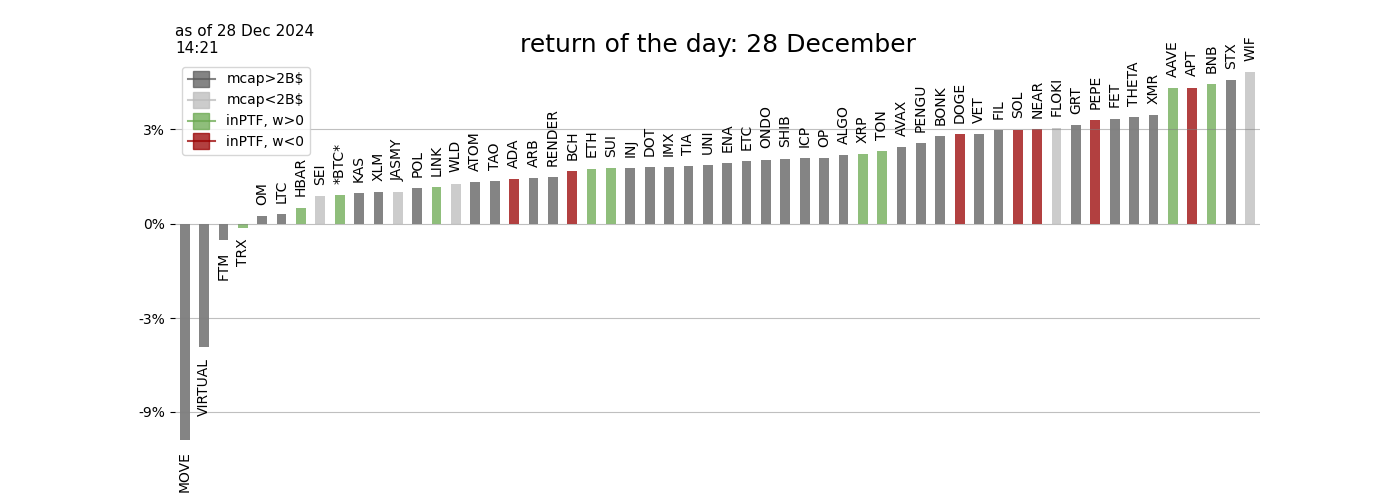 as of 28 Dec 2024
14:21
return of the day: 28 December
mcap>2B$
mcap<2B$
inPTF, w>0
inPTF, w<0
3%
0%
-3%
-9%
MOVE
VIRTUAL
FTM
TRX
OM
LTC
HBAR
SEI
*BTC*
KAS
XLM
JASMY
POL
LINK
WLD
ATOM
TAO
ADA
ARB
RENDER
BCH
ETH
SUI
INJ
DOT
IMX
TIA
UNI
ENA
ETC
ONDO
SHIB
ICP
OP
ALGO
XRP
TON
AVAX
PENGU
BONK
DOGE
VET
FIL
SOL
NEAR
FLOKI
GRT
PEPE
FET
THETA
XMR
AAVE
APT
BNB
STX
WIF